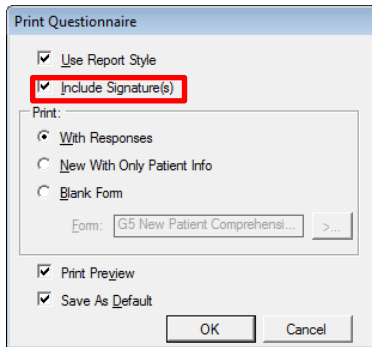 Print Questionnaire
Use Report Style
Include Signature(s)
Print:
With Responses
New With Only Patient Info
Blank Form
Form: G5 New Patient Comprehensi... >...
Print Preview
Save As Default
OK Cancel